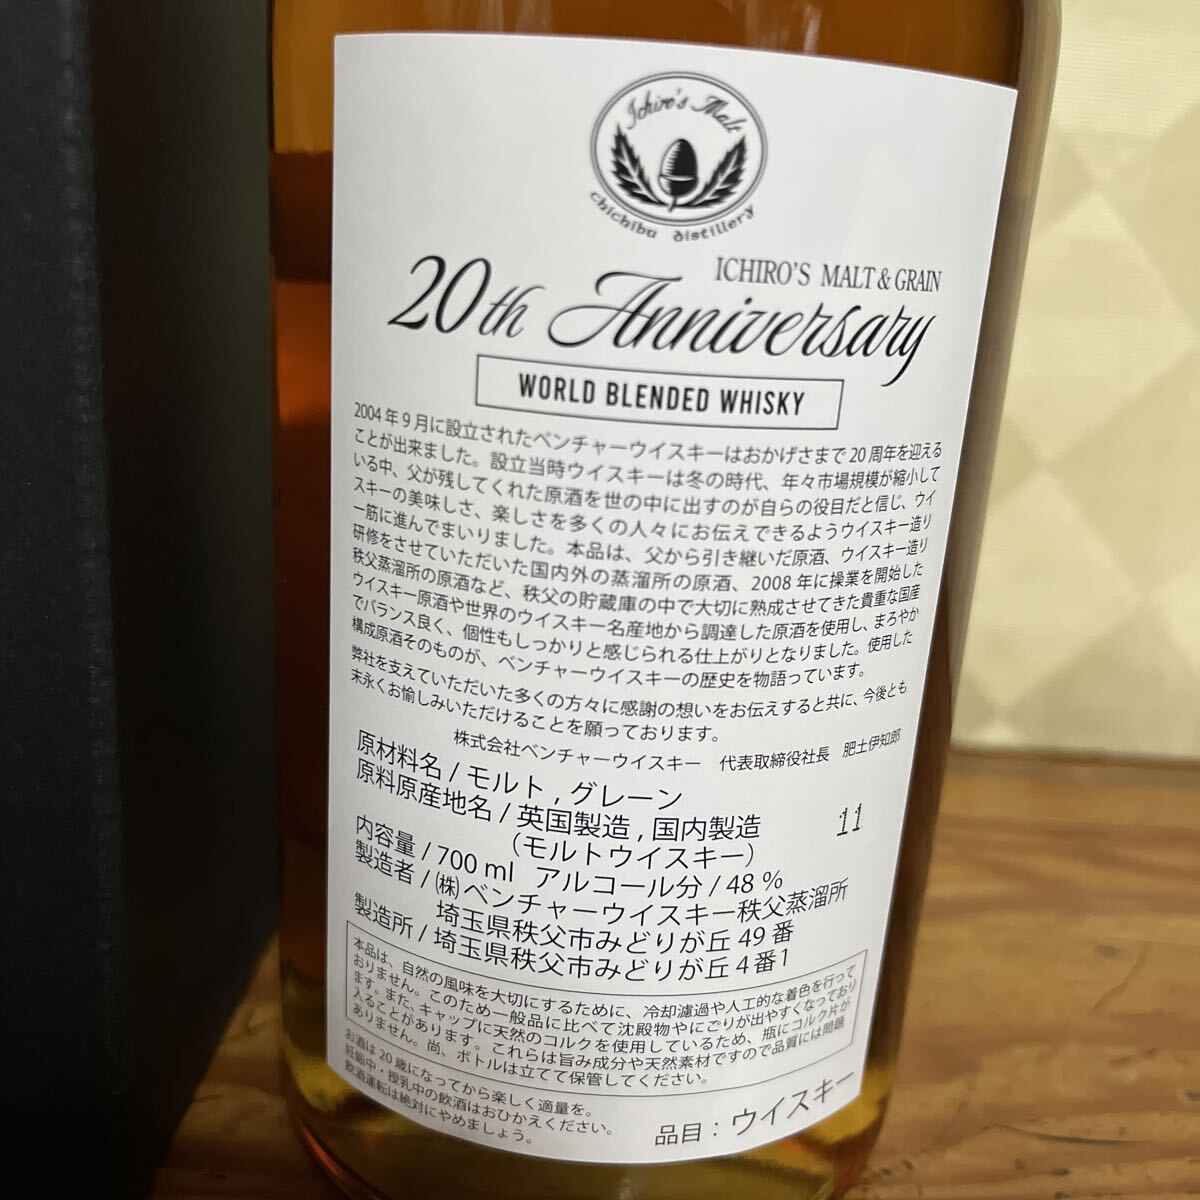 Ichiro's Malt
chichibu distillery
ICHIRO'S MALT & GRAIN
20th Anniversary
WORLD BLENDED WHISKY
2004年9月に設立されたベンチャーウイスキーはおかげさまで20周年を迎える
ことが出来ました。設立当時ウイスキーは冬の時代、年々市場規模が縮小して
いる中、父が残してくれた原酒を世の中に出すのが自らの役目だと信じ、ウイ
スキーの美味しさ、楽しさを多くの人々にお伝えできるようウイスキー造り
一筋に進んでまいりました。本品は、父から引き継いだ原酒、ウイスキー造り
研修をさせていただいた国内外の蒸溜所の原酒、2008年に操業を開始した
秩父蒸溜所の原酒など、秩父の貯蔵庫の中で大切に熟成させてきた貴重な国産
ウイスキー原酒や世界のウイスキー名産地から調達した原酒を使用し、まろやか
でバランス良く、個性もしっかりと感じられる仕上がりとなりました。使用した
構成原酒そのものが、ベンチャーウイスキーの歴史を物語っています。
弊社を支えていただいた多くの方々に感謝の想いをお伝えすると共に、今後とも
末永くお愉しみいただけることを願っております。
株式会社ベンチャーウイスキー 代表取締役社長 肥土伊知郎
原材料名 / モルト , グレーン
原料原産地名 / 英国製造 , 国内製造
(モルトウイスキー)
11
内容量 / 700 ml アルコール分 / 48 %
製造者 / ㈱ベンチャーウイスキー秩父蒸溜所
埼玉県秩父市みどりが丘 49 番
製造所 / 埼玉県秩父市みどりが丘 4 番 1
本品は、自然の風味を大切にするために、冷却濾過や人工的な着色を行って
おりません。このため一般品に比べて沈殿物やにごりが出やすくなっており
ます。また、キャップに天然のコルクを使用しているため、瓶にコルク片が
入ることがあります。これらは旨み成分や天然素材ですので品質には問題
ありません。尚、ボトルは立てて保管してください。
お酒は20歳になってから楽しく適量を。
妊娠中・授乳中の飲酒はおひかえください。
飲酒運転は絶対にやめましょう。
品目：ウイスキー